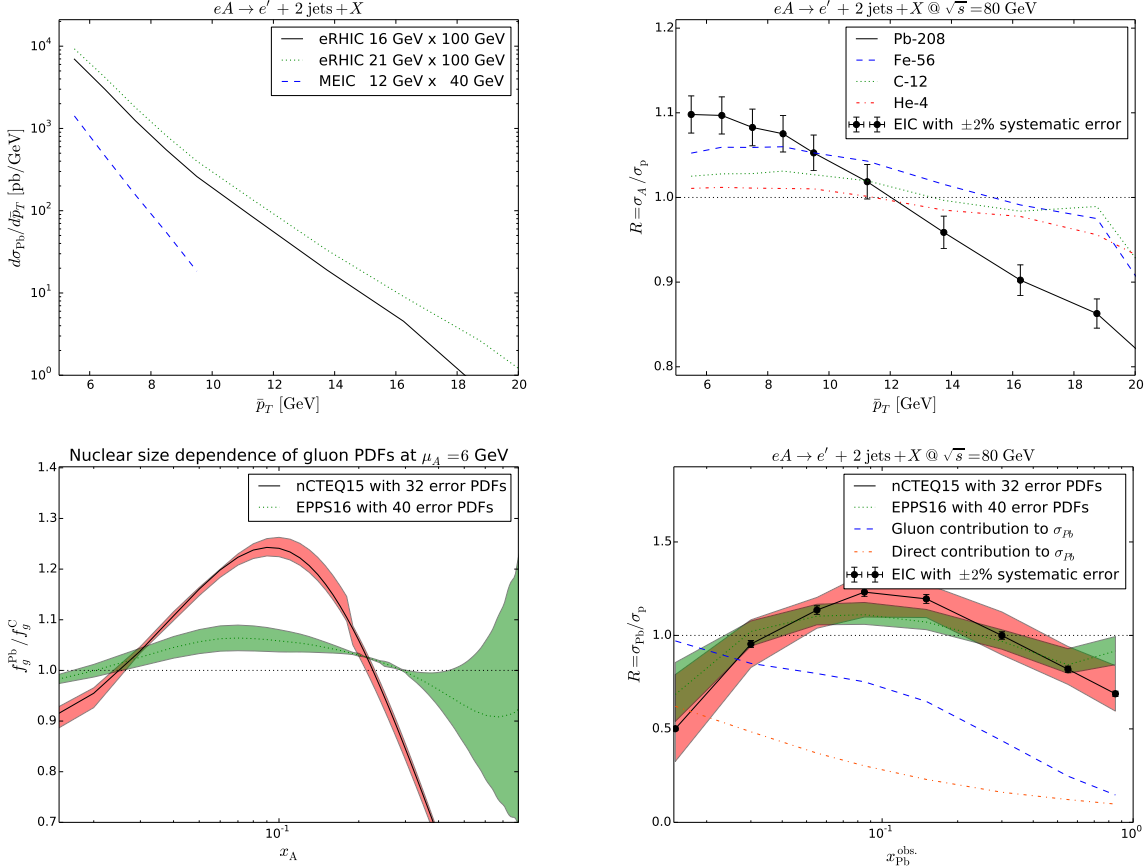 eA → e′ + 2 jets + X
eRHIC 16 GeV x 100 GeV
eRHIC 21 GeV x 100 GeV
MEIC 12 GeV x 40 GeV
dσ_Pb/dp̄_T [pb/GeV]
10^4
10^3
10^2
10^1
10^0
6 8 10 12 14 16 18 20
p̄_T [GeV]
eA → e′ + 2 jets + X @ √s = 80 GeV
Pb-208
Fe-56
C-12
He-4
EIC with ±2% systematic error
R = σ_A/σ_p
1.2
1.1
1.0
0.9
0.8
6 8 10 12 14 16 18 20
p̄_T [GeV]
Nuclear size dependence of gluon PDFs at μ_A = 6 GeV
nCTEQ15 with 32 error PDFs
EPPS16 with 40 error PDFs
f_g^Pb / f_g^C
1.4
1.3
1.2
1.1
1.0
0.9
0.8
0.7
10^-1
x_A
eA → e′ + 2 jets + X @ √s = 80 GeV
nCTEQ15 with 32 error PDFs
EPPS16 with 40 error PDFs
Gluon contribution to σ_Pb
Direct contribution to σ_Pb
EIC with ±2% systematic error
R = σ_Pb/σ_p
1.5
1.0
0.5
0.0
10^-1 10^0
x_Pb^obs.